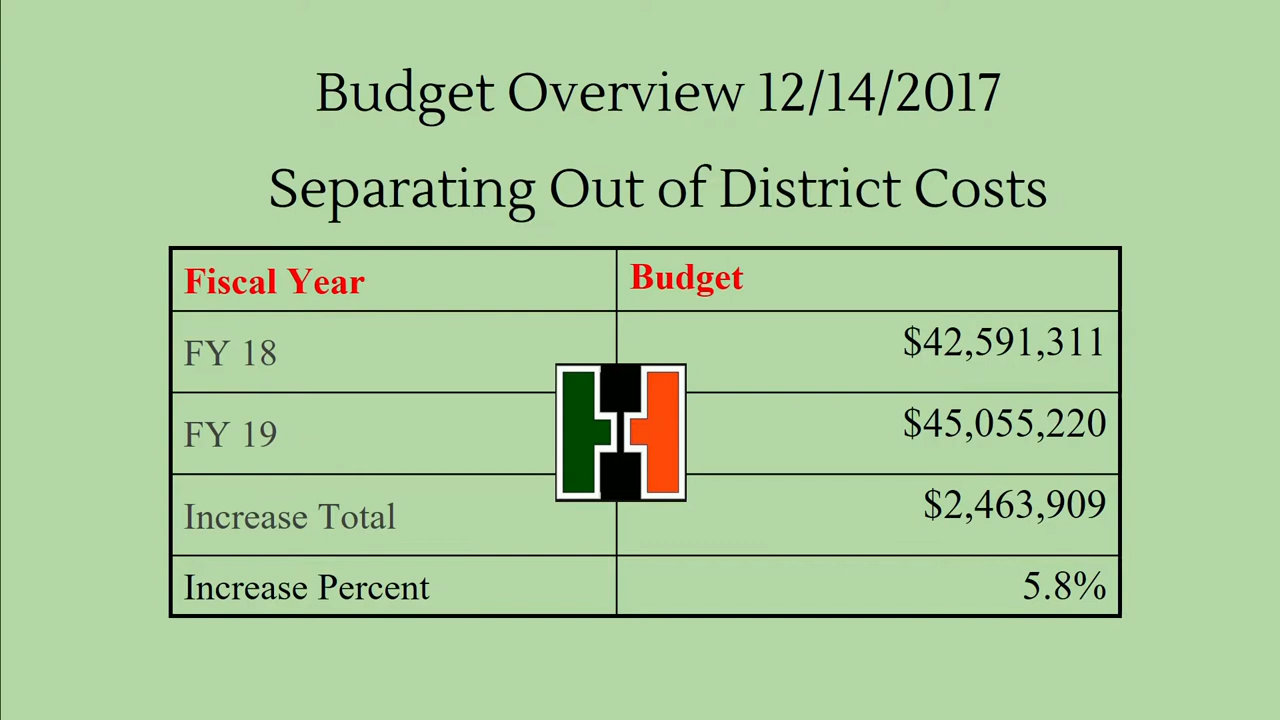 Budget Overview 12/14/2017
Separating Out of District Costs
Fiscal Year Budget
FY 18 $42,591,311
FY 19 $45,055,220
Increase Total $2,463,909
Increase Percent 5.8%